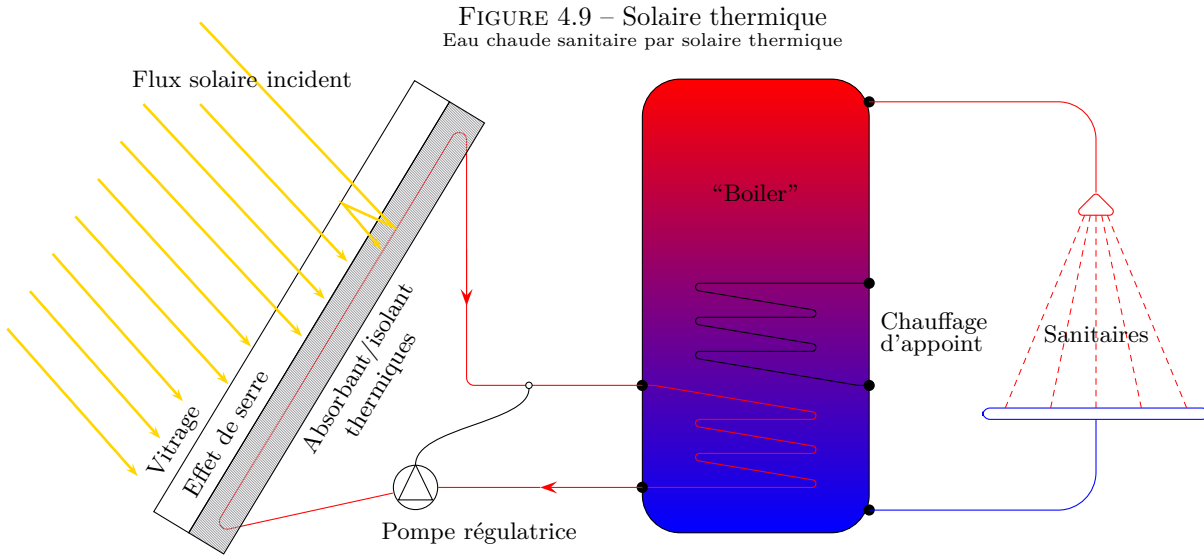 FIGURE 4.9 – Solaire thermique
Eau chaude sanitaire par solaire thermique
Flux solaire incident
“Boiler”
Chauffage
d’appoint
Sanitaires
Vitrage
Effet de serre
Absorbant/isolant
thermiques
Pompe régulatrice